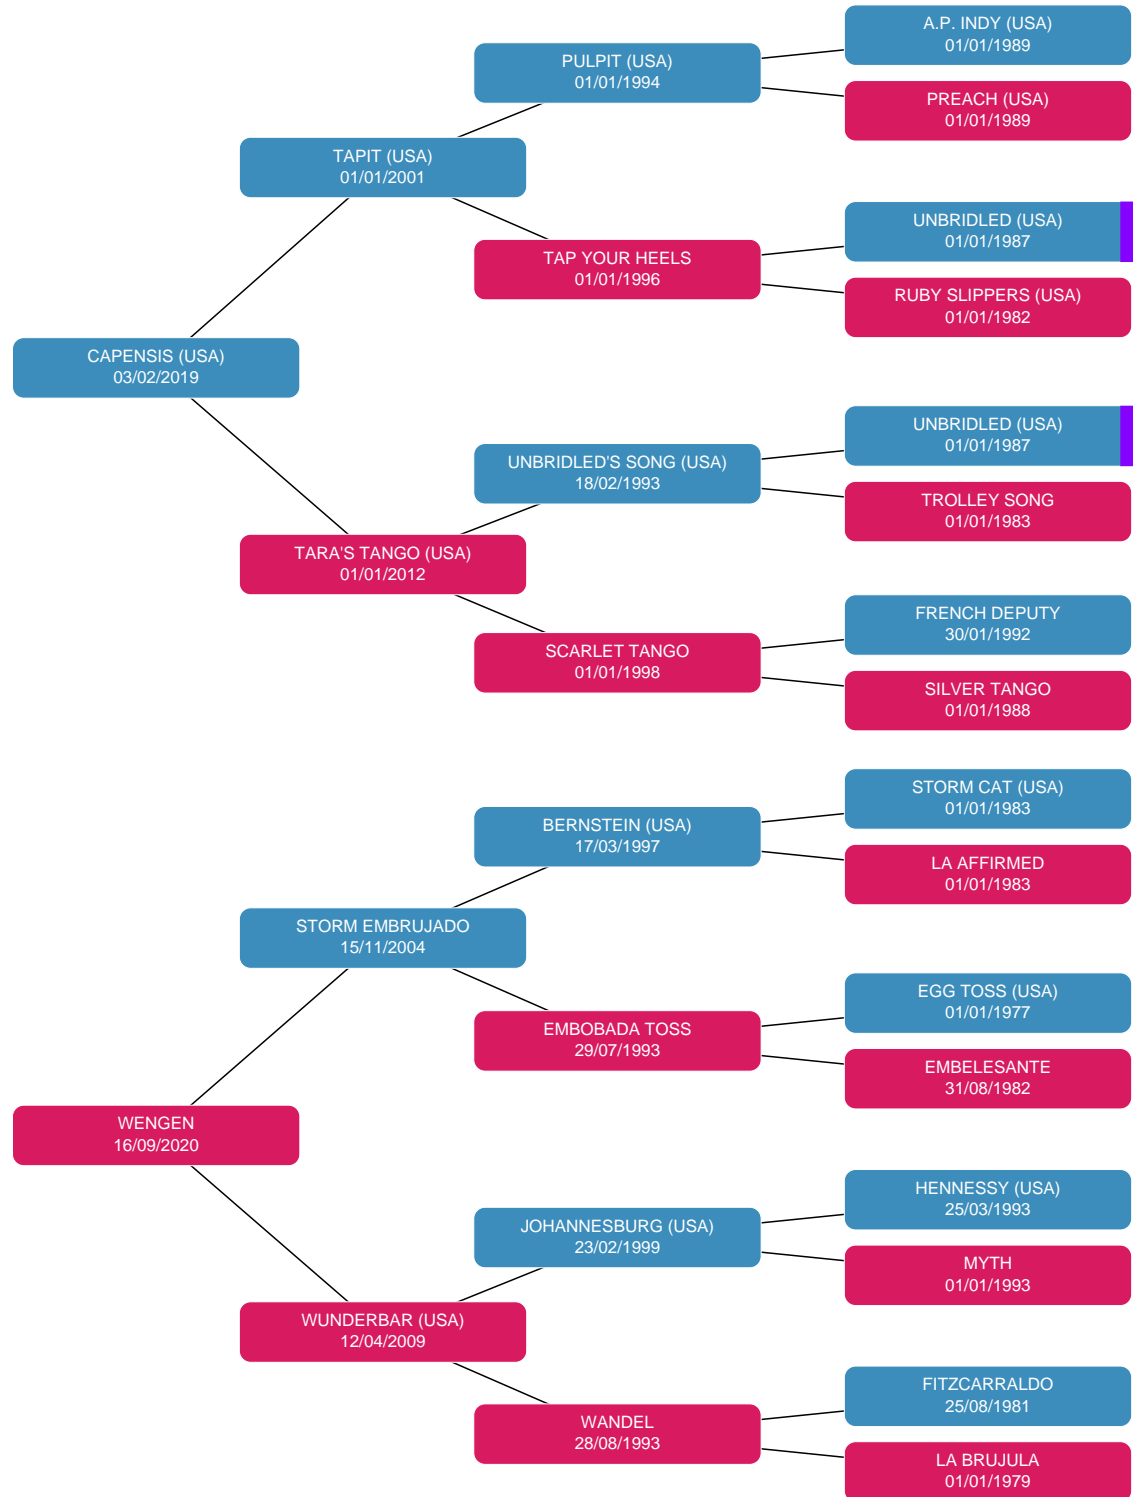 A.P. INDY (USA)
01/01/1989
PULPIT (USA)
01/01/1994
PREACH (USA)
01/01/1989
TAPIT (USA)
01/01/2001
UNBRIDLED (USA)
01/01/1987
TAP YOUR HEELS
01/01/1996
RUBY SLIPPERS (USA)
01/01/1982
CAPENSIS (USA)
03/02/2019
UNBRIDLED (USA)
01/01/1987
UNBRIDLED'S SONG (USA)
18/02/1993
TROLLEY SONG
01/01/1983
TARA'S TANGO (USA)
01/01/2012
FRENCH DEPUTY
30/01/1992
SCARLET TANGO
01/01/1998
SILVER TANGO
01/01/1988
STORM CAT (USA)
01/01/1983
BERNSTEIN (USA)
17/03/1997
LA AFFIRMED
01/01/1983
STORM EMBRUJADO
15/11/2004
EGG TOSS (USA)
01/01/1977
EMBOBADA TOSS
29/07/1993
EMBELESANTE
31/08/1982
WENGEN
16/09/2020
HENNESSY (USA)
25/03/1993
JOHANNESBURG (USA)
23/02/1999
MYTH
01/01/1993
WUNDERBAR (USA)
12/04/2009
FITZCARRALDO
25/08/1981
WANDEL
28/08/1993
LA BRUJULA
01/01/1979